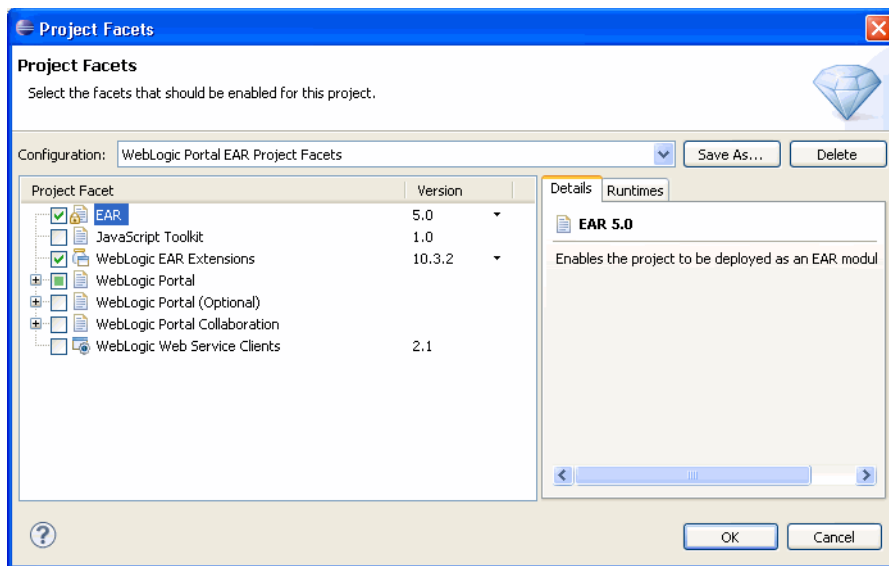 Project Facets
Project Facets
Select the facets that should be enabled for this project.
Configuration: WebLogic Portal EAR Project Facets Save As... Delete
Project Facet Version
Details Runtimes
EAR 5.0
JavaScript Toolkit 1.0
WebLogic EAR Extensions 10.3.2
WebLogic Portal
WebLogic Portal (Optional)
WebLogic Portal Collaboration
WebLogic Web Service Clients 2.1
EAR 5.0
Enables the project to be deployed as an EAR modul
OK Cancel